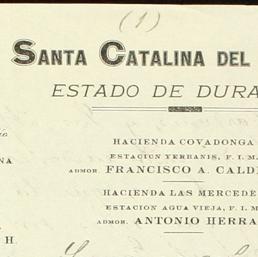 (1)
SANTA CATALINA DEL
ESTADO DE DURA
HACIENDA COVADONGA
ESTACION YERBANIS, F. I. M.
ADMOR. FRANCISCO A. CALDE
NA
HACIENDA LAS MERCEDE
ESTACION AGUA VIEJA, F. I. M
ADMOR. ANTONIO HERRA
H.